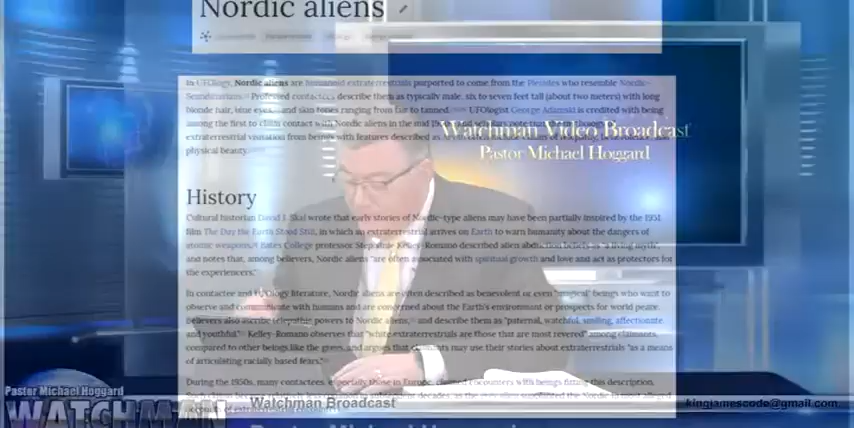 Nordic aliens
In UFOlogy, Nordic aliens are humanoid extraterrestrials purported to come from the Pleiades who resemble Nordic-
Scandinavians. Professed contactees describe them as typically male, six to seven feet tall (about two meters) with long
blonde hair, blue eyes, and skin tones ranging from fair to tanned. UFOlogist George Adamski is credited with being
among the first to claim contact with Nordic aliens in the mid
extraterrestrial visitation from beings with features described as
physical beauty.
Watchman Video Broadcast
Pastor Michael Hoggard
History
Cultural historian David J. Skal wrote that early stories of Nordic-type aliens may have been partially inspired by the 1951
film The Day the Earth Stood Still, in which an extraterrestrial arrives on Earth to warn humanity about the dangers of
atomic weapons. Bates College professor Stephanie Kelley-Romano described alien abduction beliefs as "a living myth",
and notes that, among believers, Nordic aliens "are often associated with spiritual growth and love and act as protectors for
the experiencers."
In contactee and UFOlogy literature, Nordic aliens are often described as benevolent or even "magical" beings who want to
observe and communicate with humans and are concerned about the Earth's environment or prospects for world peace.
Believers also ascribe telepathic powers to Nordic aliens, and describe them as "paternal, watchful, smiling, affectionate
and youthful." Kelley-Romano observes that "white extraterrestrials are those that are most revered" among claimants
compared to other beings like the greys, and argues that claimants may use their stories about extraterrestrials "as a means
of articulating racially based fears."
During the 1950s, many contactees, especially those in Europe, claimed encounters with beings fitting this description.
Pastor Michael Hoggard
WATCHMAN
Watchman Broadcast
kingjamescode@gmail.com